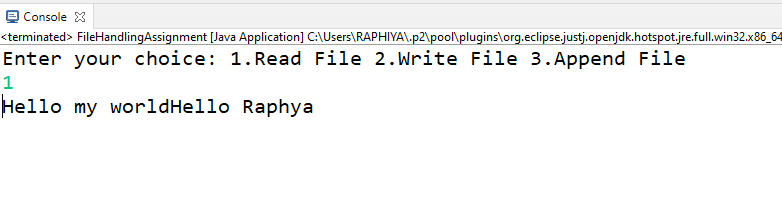 Console
<terminated> FileHandlingAssignment [Java Application] C:\Users\RAPHIYA\.p2\pool\plugins\org.eclipse.justj.openjdk.hotspot.jre.full.win32.x86_64
Enter your choice: 1.Read File 2.Write File 3.Append File
1
Hello my worldHello Raphya